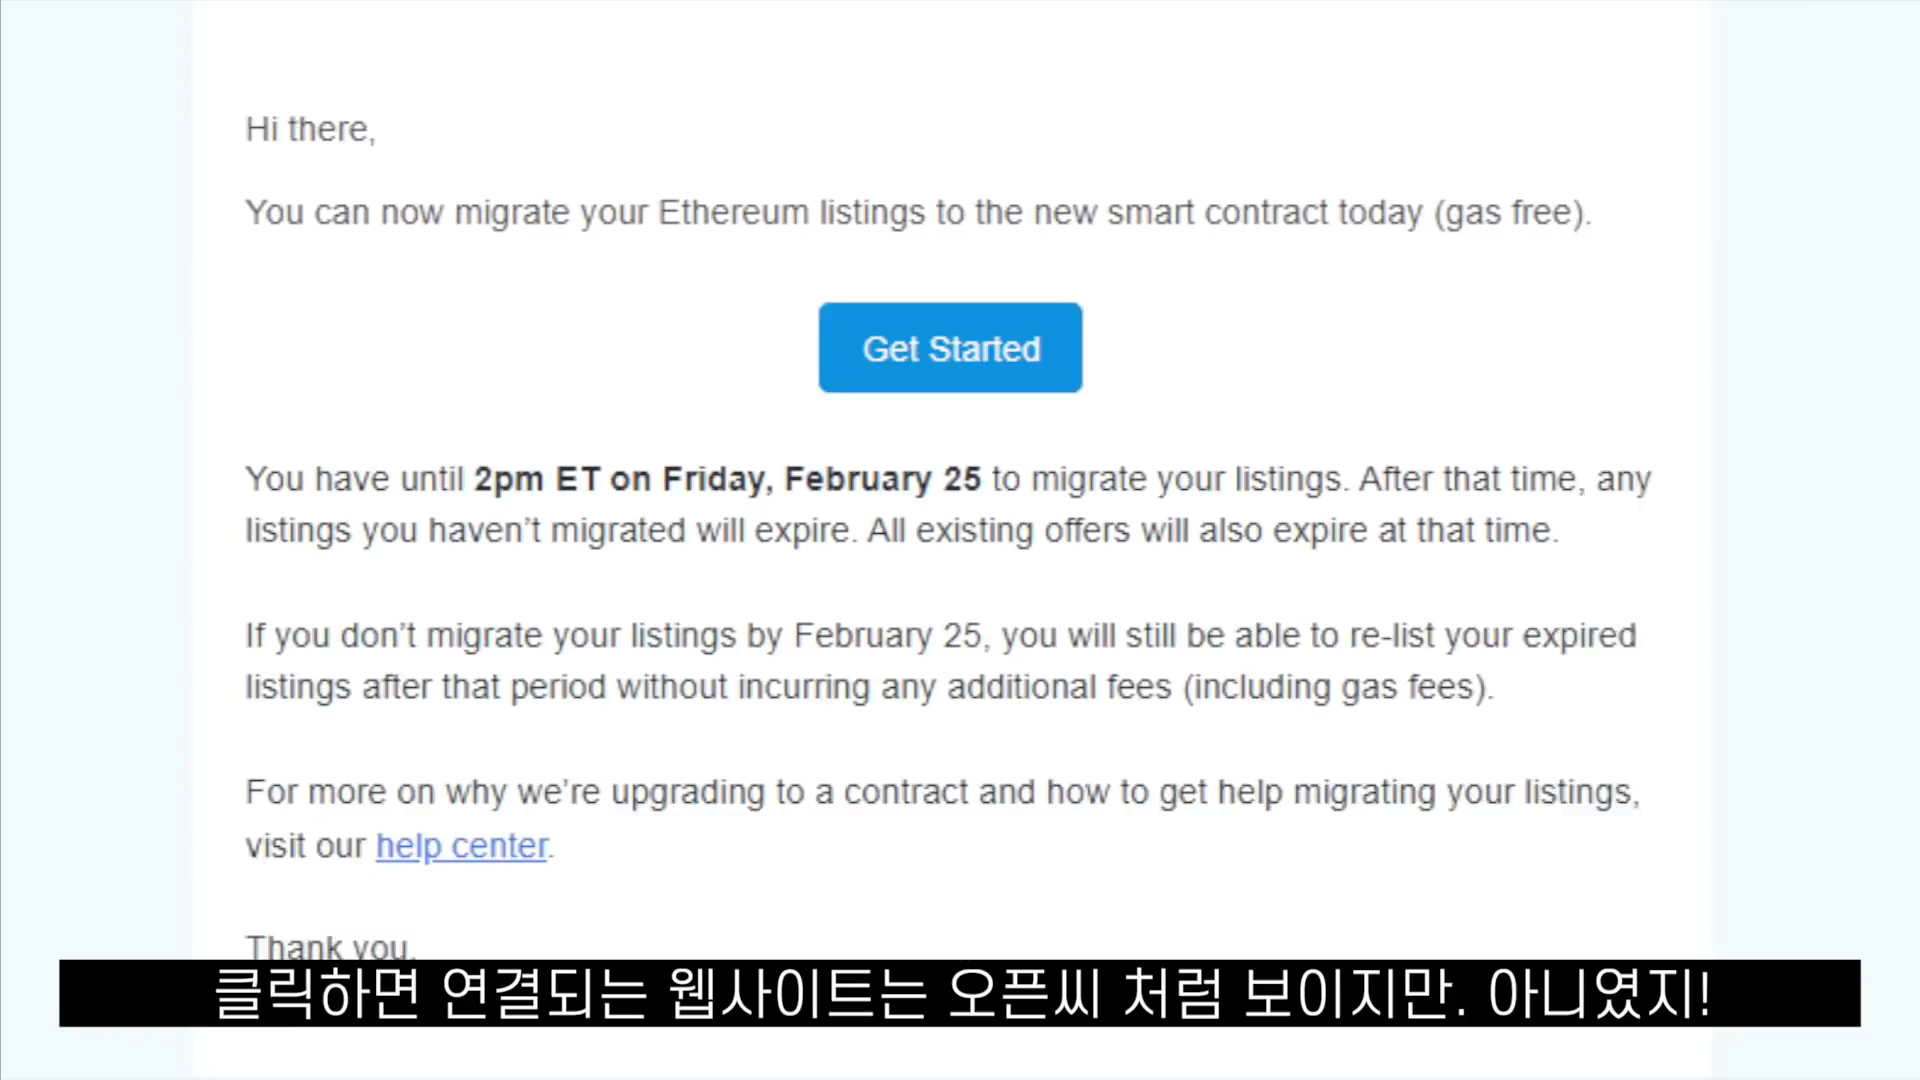 Hi there,
You can now migrate your Ethereum listings to the new smart contract today (gas free).
Get Started
You have until 2pm ET on Friday, February 25 to migrate your listings. After that time, any
listings you haven’t migrated will expire. All existing offers will also expire at that time.
If you don’t migrate your listings by February 25, you will still be able to re-list your expired
listings after that period without incurring any additional fees (including gas fees).
For more on why we’re upgrading to a contract and how to get help migrating your listings,
visit our help center.
Thank you,
클릭하면 연결되는 웹사이트는 오픈씨 처럼 보이지만. 아니였지!